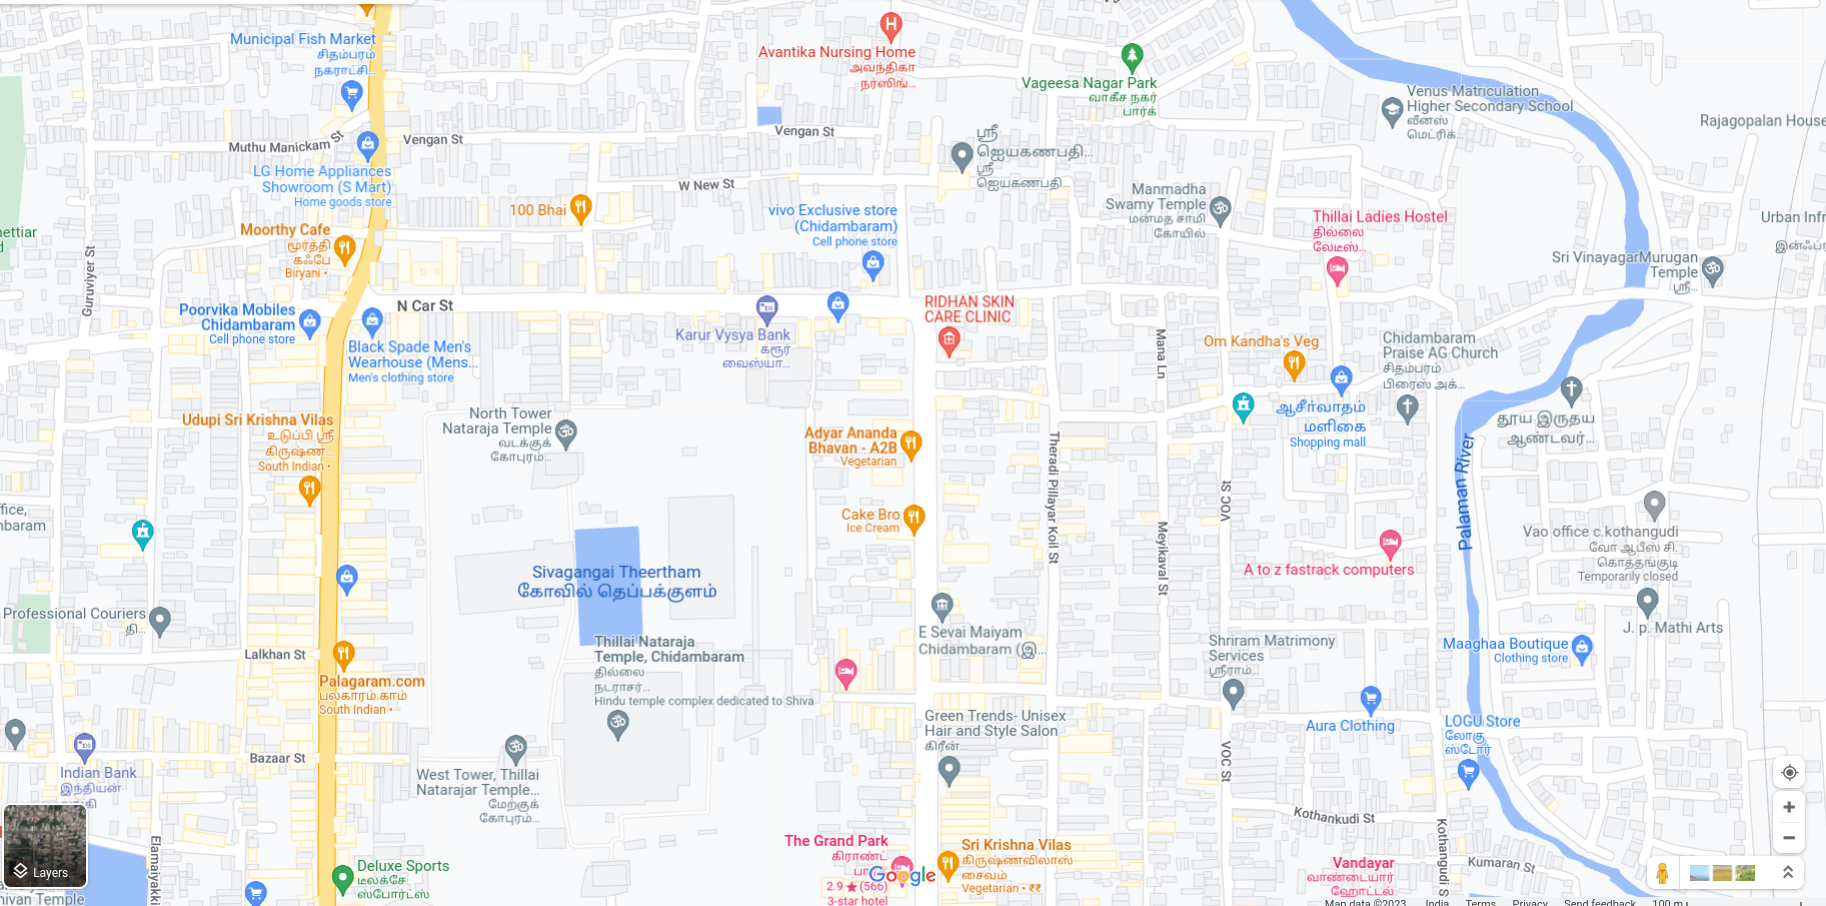 Municipal Fish Market
சிதம்பரம்
நகராட்சி...
Avantika Nursing Home
அவந்திகா
நர்ஸிங்...
Vageesa Nagar Park
வாகீச நகர்
பார்க்
Venus Matriculation
Higher Secondary School
வீனஸ்
மெட்ரிக்...
Rajagopalan House
Muthu Manickam St
Vengan St
Vengan St
ஸ்ரீ
ஐயகணபதி...
ஸ்ரீ
ஐயகணபதி...
LG Home Appliances
Showroom (S Mart)
Home goods store
W New St
100 Bhai
vivo Exclusive store
(Chidambaram)
Cell phone store
Manmadha
Swamy Temple
மன்மத சாமி
கோயில்
Thillai Ladies Hostel
தில்லை
லேடீஸ்...
Urban Infr
இன்ஃப்ர
Moorthy Cafe
மூர்த்தி
கஃபே
Biryani •
Guruviyer St
Sri VinayagarMurugan
Temple
ஸ்ரீ...
Poorvika Mobiles
Chidambaram
Cell phone store
N Car St
RIDHAN SKIN
CARE CLINIC
Karur Vysya Bank
கரூர்
வைஸ்யா...
Black Spade Men's
Wearhouse (Mens...
Men's clothing store
Mana Ln
Om Kandha's Veg
Chidambaram
Praise AG Church
சிதம்பரம்
பிரைஸ் அக்...
Udupi Sri Krishna Vilas
உடுப்பி ஸ்ரீ
கிருஷ்ண...
South Indian •
North Tower
Nataraja Temple
வடக்குக்
கோபுரம்...
Adyar Ananda
Bhavan - A2B
Vegetarian
ஆசீர்வாதம்
மளிகை
Shopping mall
தூய இருதய
ஆண்டவர்...
Theradi Pillayar Koil St
VOC St
Palaman River
office,
mbaram
Cake Bro
Ice Cream
Meyikaval St
Vao office c.kothangudi
வோ ஆபீஸ் சி.
கொத்தங்குடி
Temporarily closed
Sivagangai Theertham
கோவில் தெப்பக்குளம்
A to z fastrack computers
Professional Couriers
தி...
E Sevai Maiyam
Chidambaram (இ...
J. p. Mathi Arts
Thillai Nataraja
Temple, Chidambaram
தில்லை
நடராசர்...
Hindu temple complex dedicated to Shiva
Shriram Matrimony
Services
ஸ்ரீராம்...
Maaghaa Boutique
Clothing store
Lalkhan St
Palagaram.com
பலகாரம்.காம்
South Indian •
Green Trends- Unisex
Hair and Style Salon
கிரீன்...
Aura Clothing
LOGU Store
லோகு
ஸ்டோர்
Bazaar St
VOC St
Indian Bank
இந்தியன்
West Tower, Thillai
Natarajar Temple...
மேற்குக்
கோபுரம்...
Kothankudi St
Kothangudi S
Kumaran St
The Grand Park
கிராண்ட்
2.9 ★ (566)
3-star hotel
Sri Krishna Vilas
கிருஷ்ணவிலாஸ்
சைவம்
Vegetarian • ₹₹
Vandayar
வாண்டையார்
ஹோட்டல்
Deluxe Sports
டீலக்சே
ஸ்போர்ட்ஸ்
Layers
Google
Map data ©2023 India Terms Privacy Send feedback 100 m